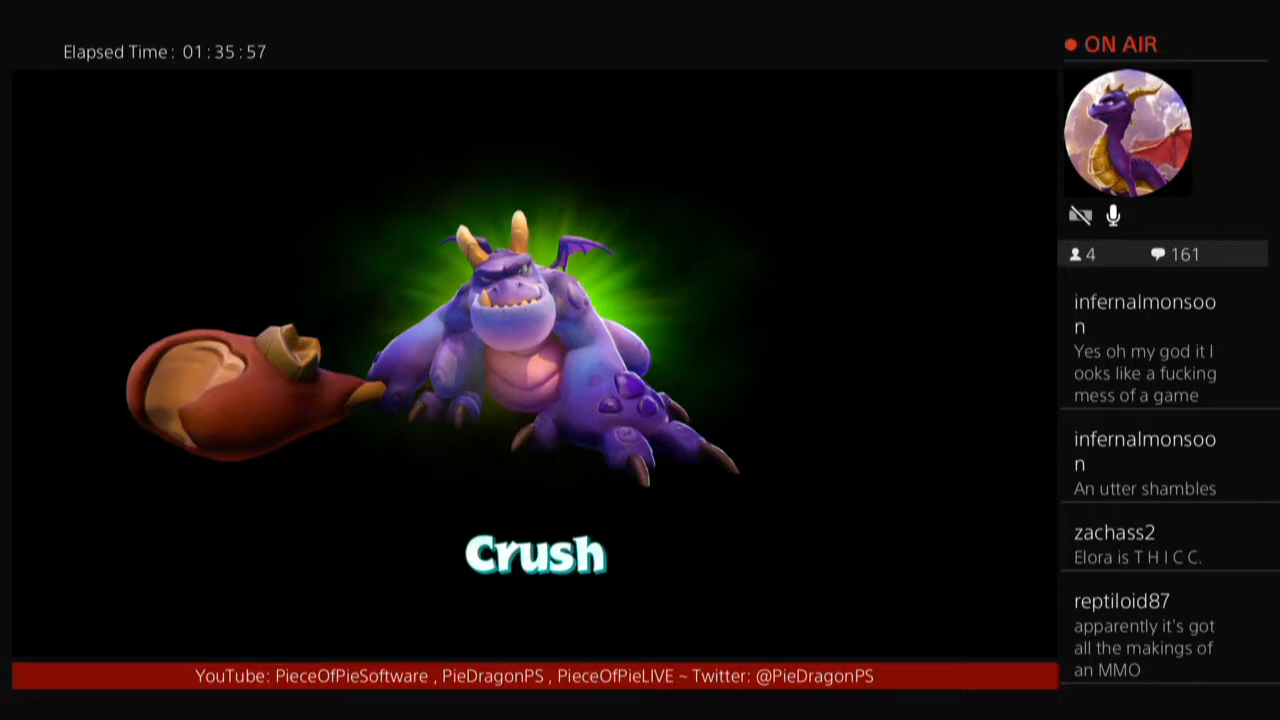 Elapsed Time: 01:35:57
ON AIR
4 161
infernalmonsoo
n
Yes oh my god it l
ooks like a fucking
mess of a game
infernalmonsoo
n
An utter shambles
zachass2
Elora is T H I C C.
reptiloid87
apparently it's got
all the makings of
an MMO
Crush
YouTube: PieceOfPieSoftware , PieDragonPS , PieceOfPieLIVE ~ Twitter: @PieDragonPS